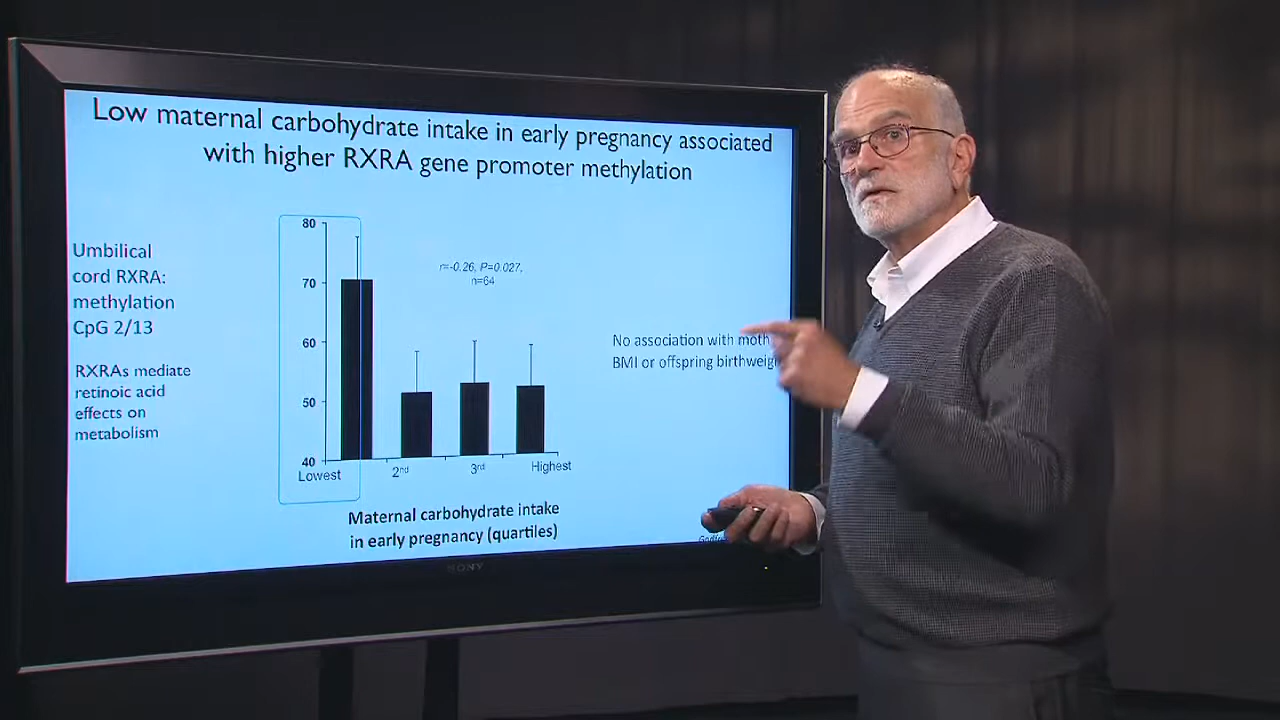 Low maternal carbohydrate intake in early pregnancy associated
with higher RXRA gene promoter methylation
Umbilical
cord RXRA:
methylation
CpG 2/13
RXRAs mediate
retinoic acid
effects on
metabolism
80
70
60
50
40
r=-0.26, P=0.027,
n=64
Lowest
2nd
3rd
Highest
Maternal carbohydrate intake
in early pregnancy (quartiles)
No association with
BMI or offspring
SONY